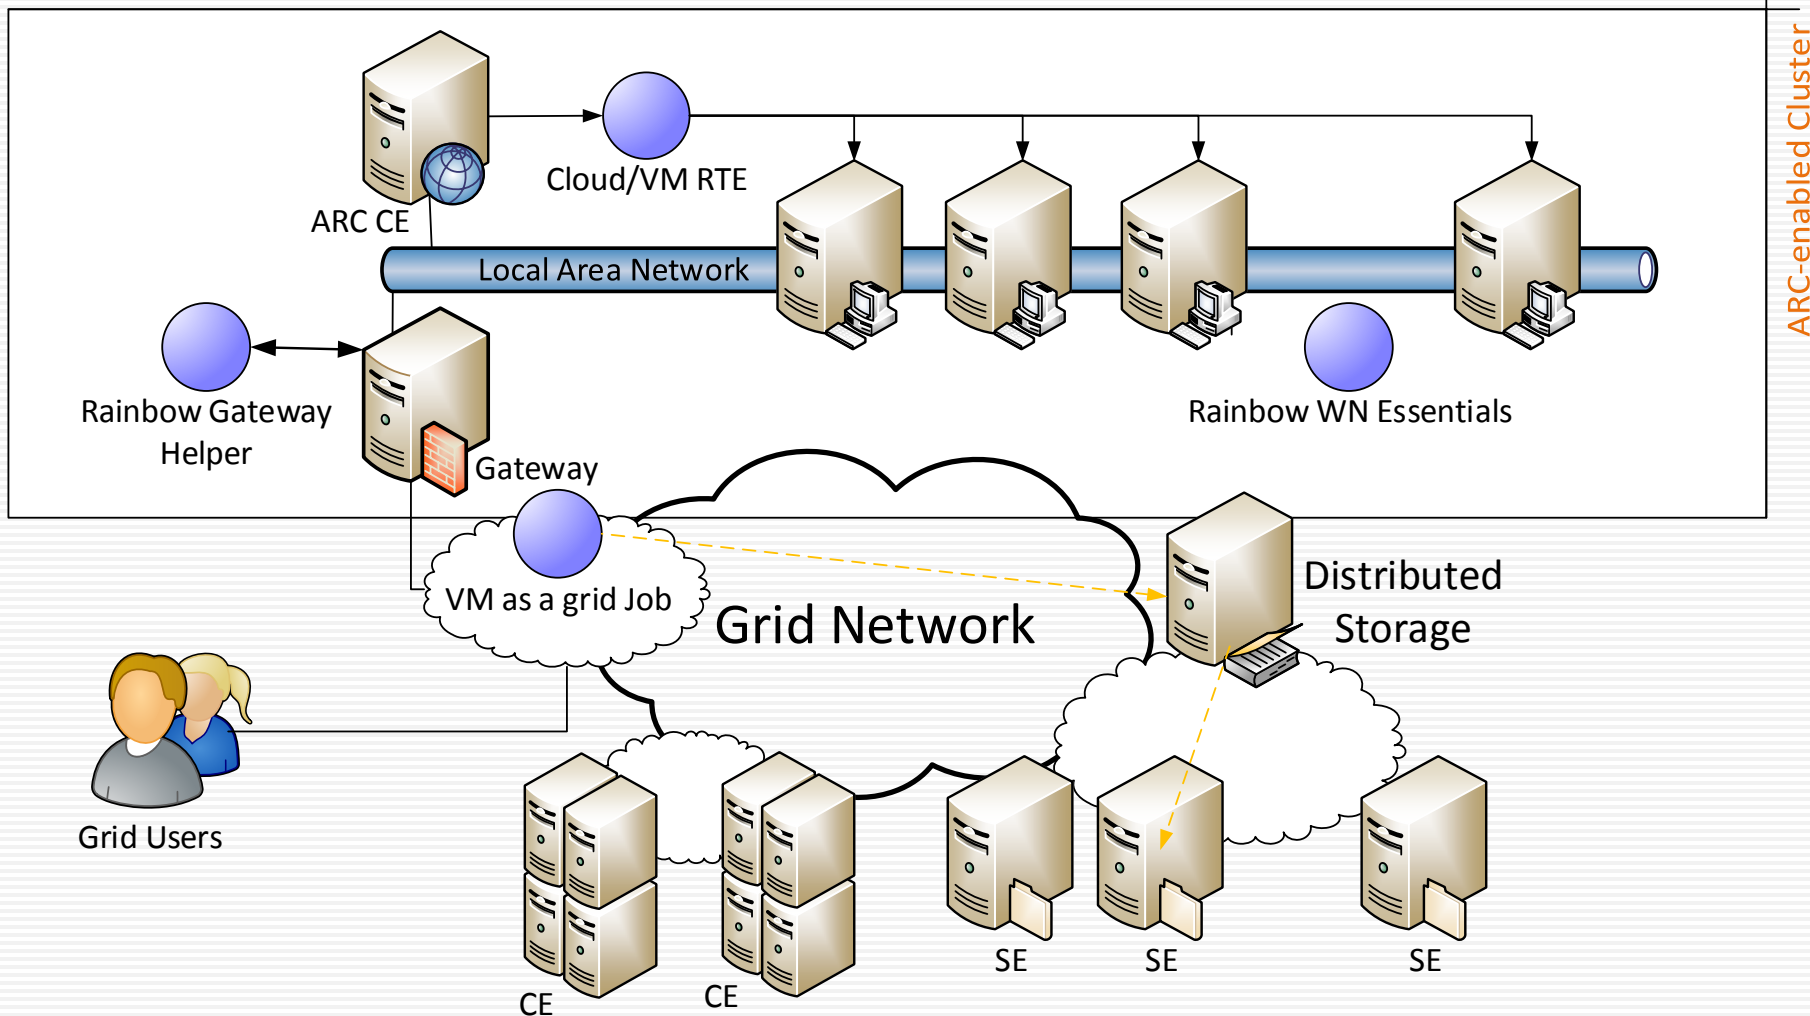 ARC-enabled Cluster
Cloud/VM RTE
ARC CE
Local Area Network
Rainbow Gateway
Helper
Rainbow WN Essentials
Gateway
VM as a grid Job
Grid Network
Distributed
Storage
Grid Users
SE
SE
SE
CE
CE